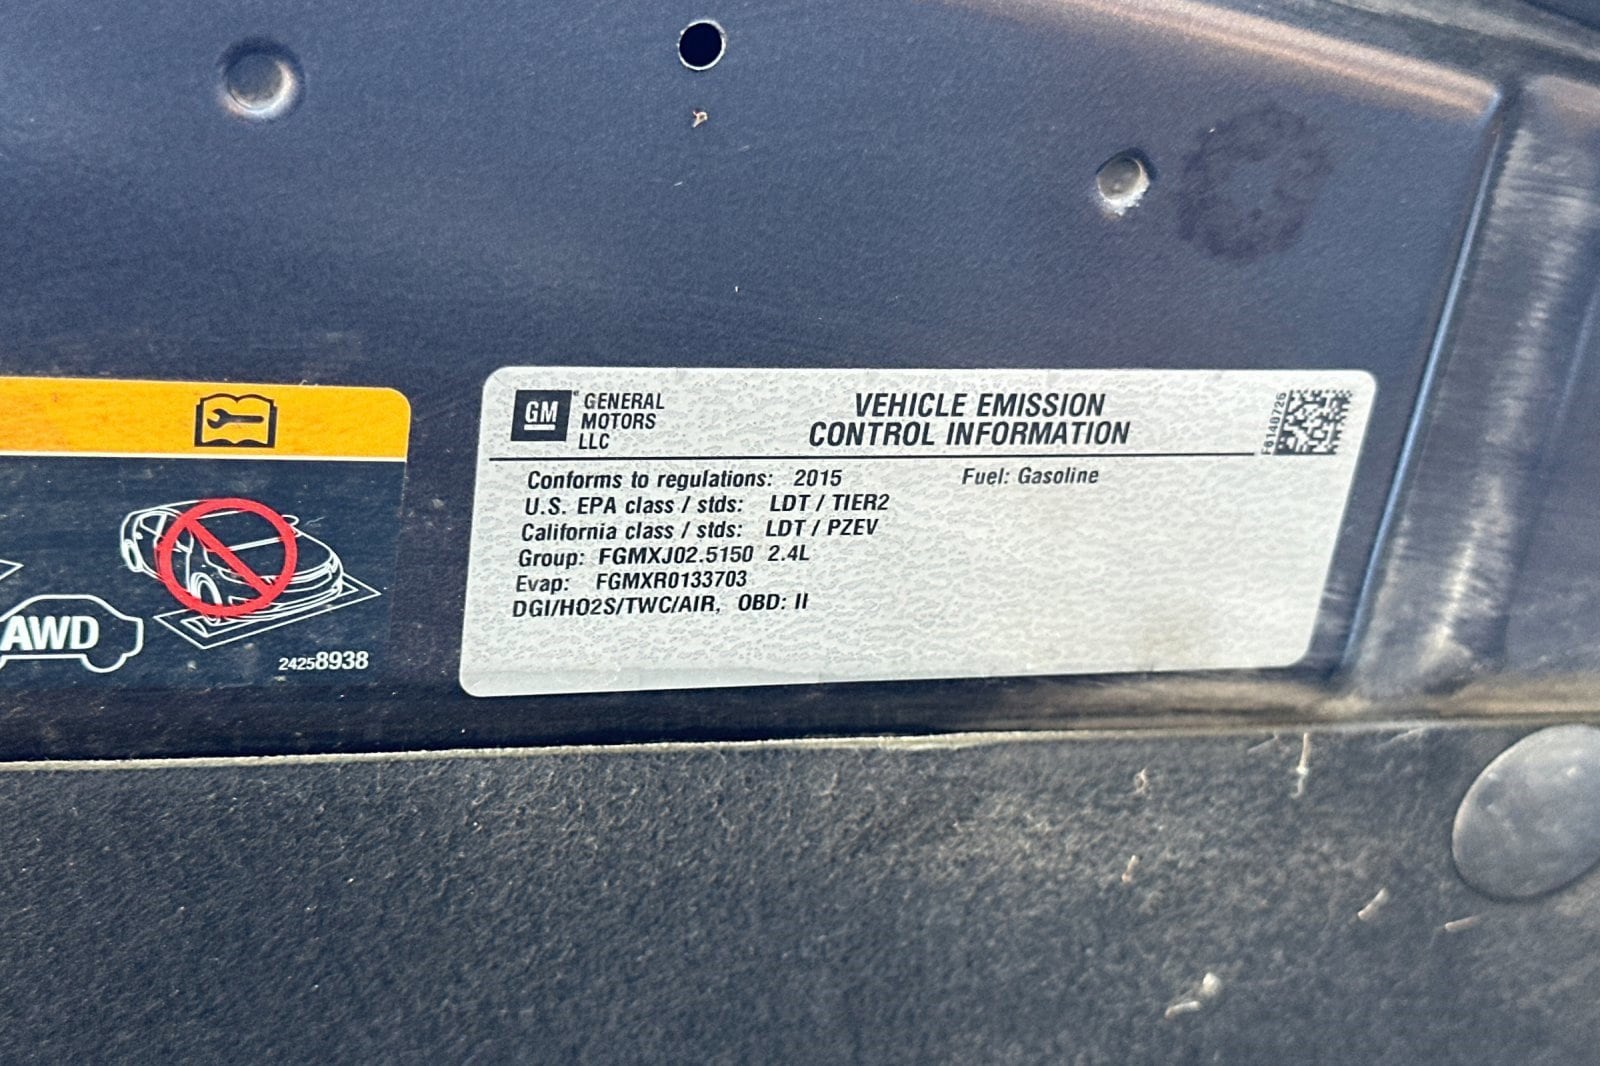 GM GENERAL
MOTORS
LLC
VEHICLE EMISSION
CONTROL INFORMATION
F6140726
Conforms to regulations: 2015 Fuel: Gasoline
U.S. EPA class / stds: LDT / TIER2
California class / stds: LDT / PZEV
Group: FGMXJ02.5150 2.4L
Evap: FGMXR0133703
DGI/HO2S/TWC/AIR, OBD: II
AWD
24258938